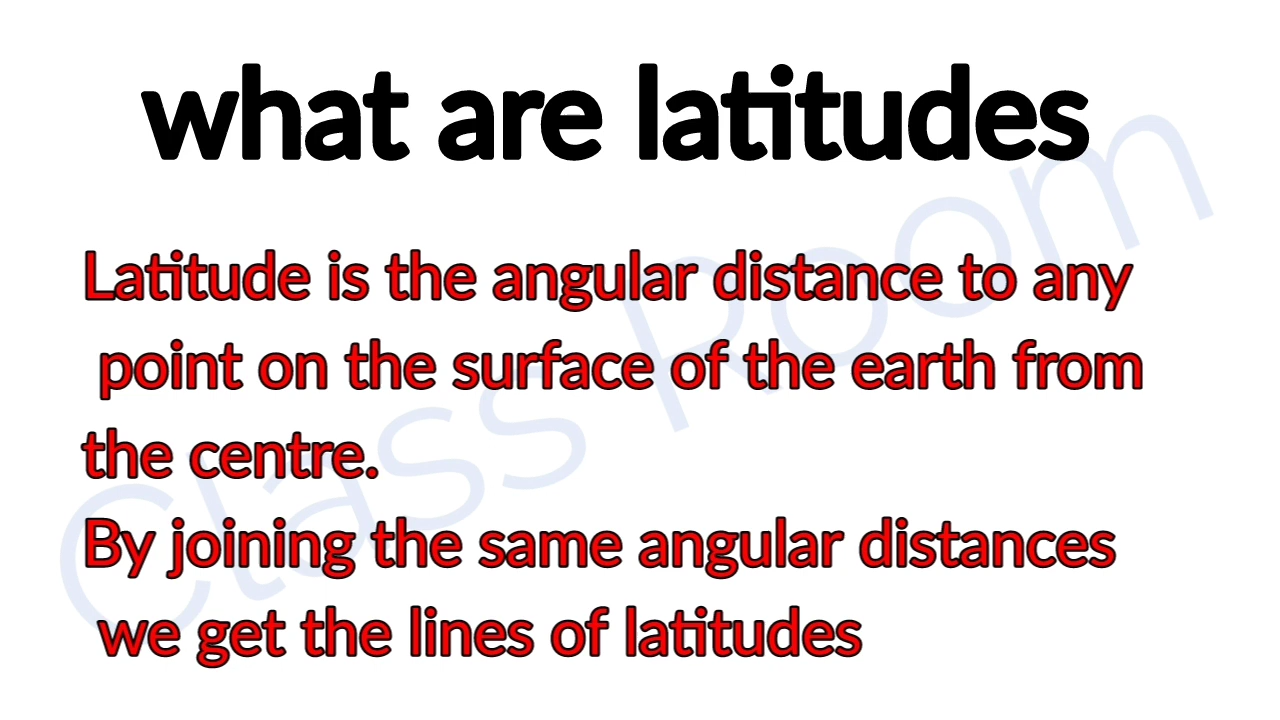 what are latitudes
Latitude is the angular distance to any
point on the surface of the earth from
the centre.
By joining the same angular distances
we get the lines of latitudes
Class Room